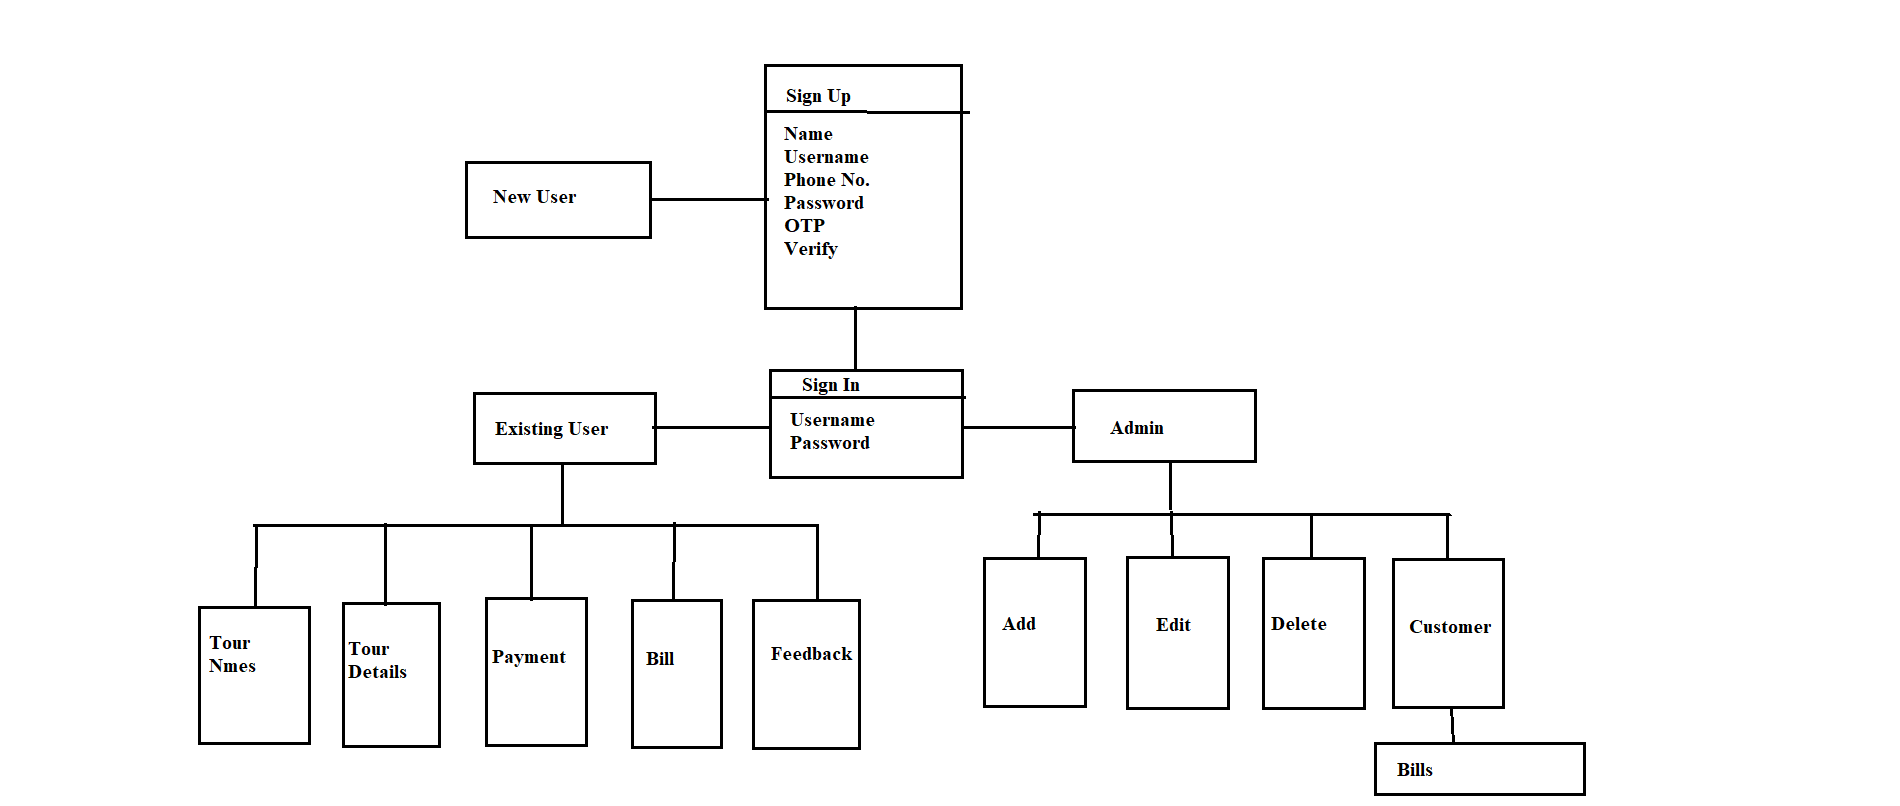 Sign Up
Name
Username
Phone No.
Password
OTP
Verify
New User
Sign In
Username
Password
Existing User
Admin
Tour
Nmes
Tour
Details
Payment
Bill
Feedback
Add
Edit
Delete
Customer
Bills